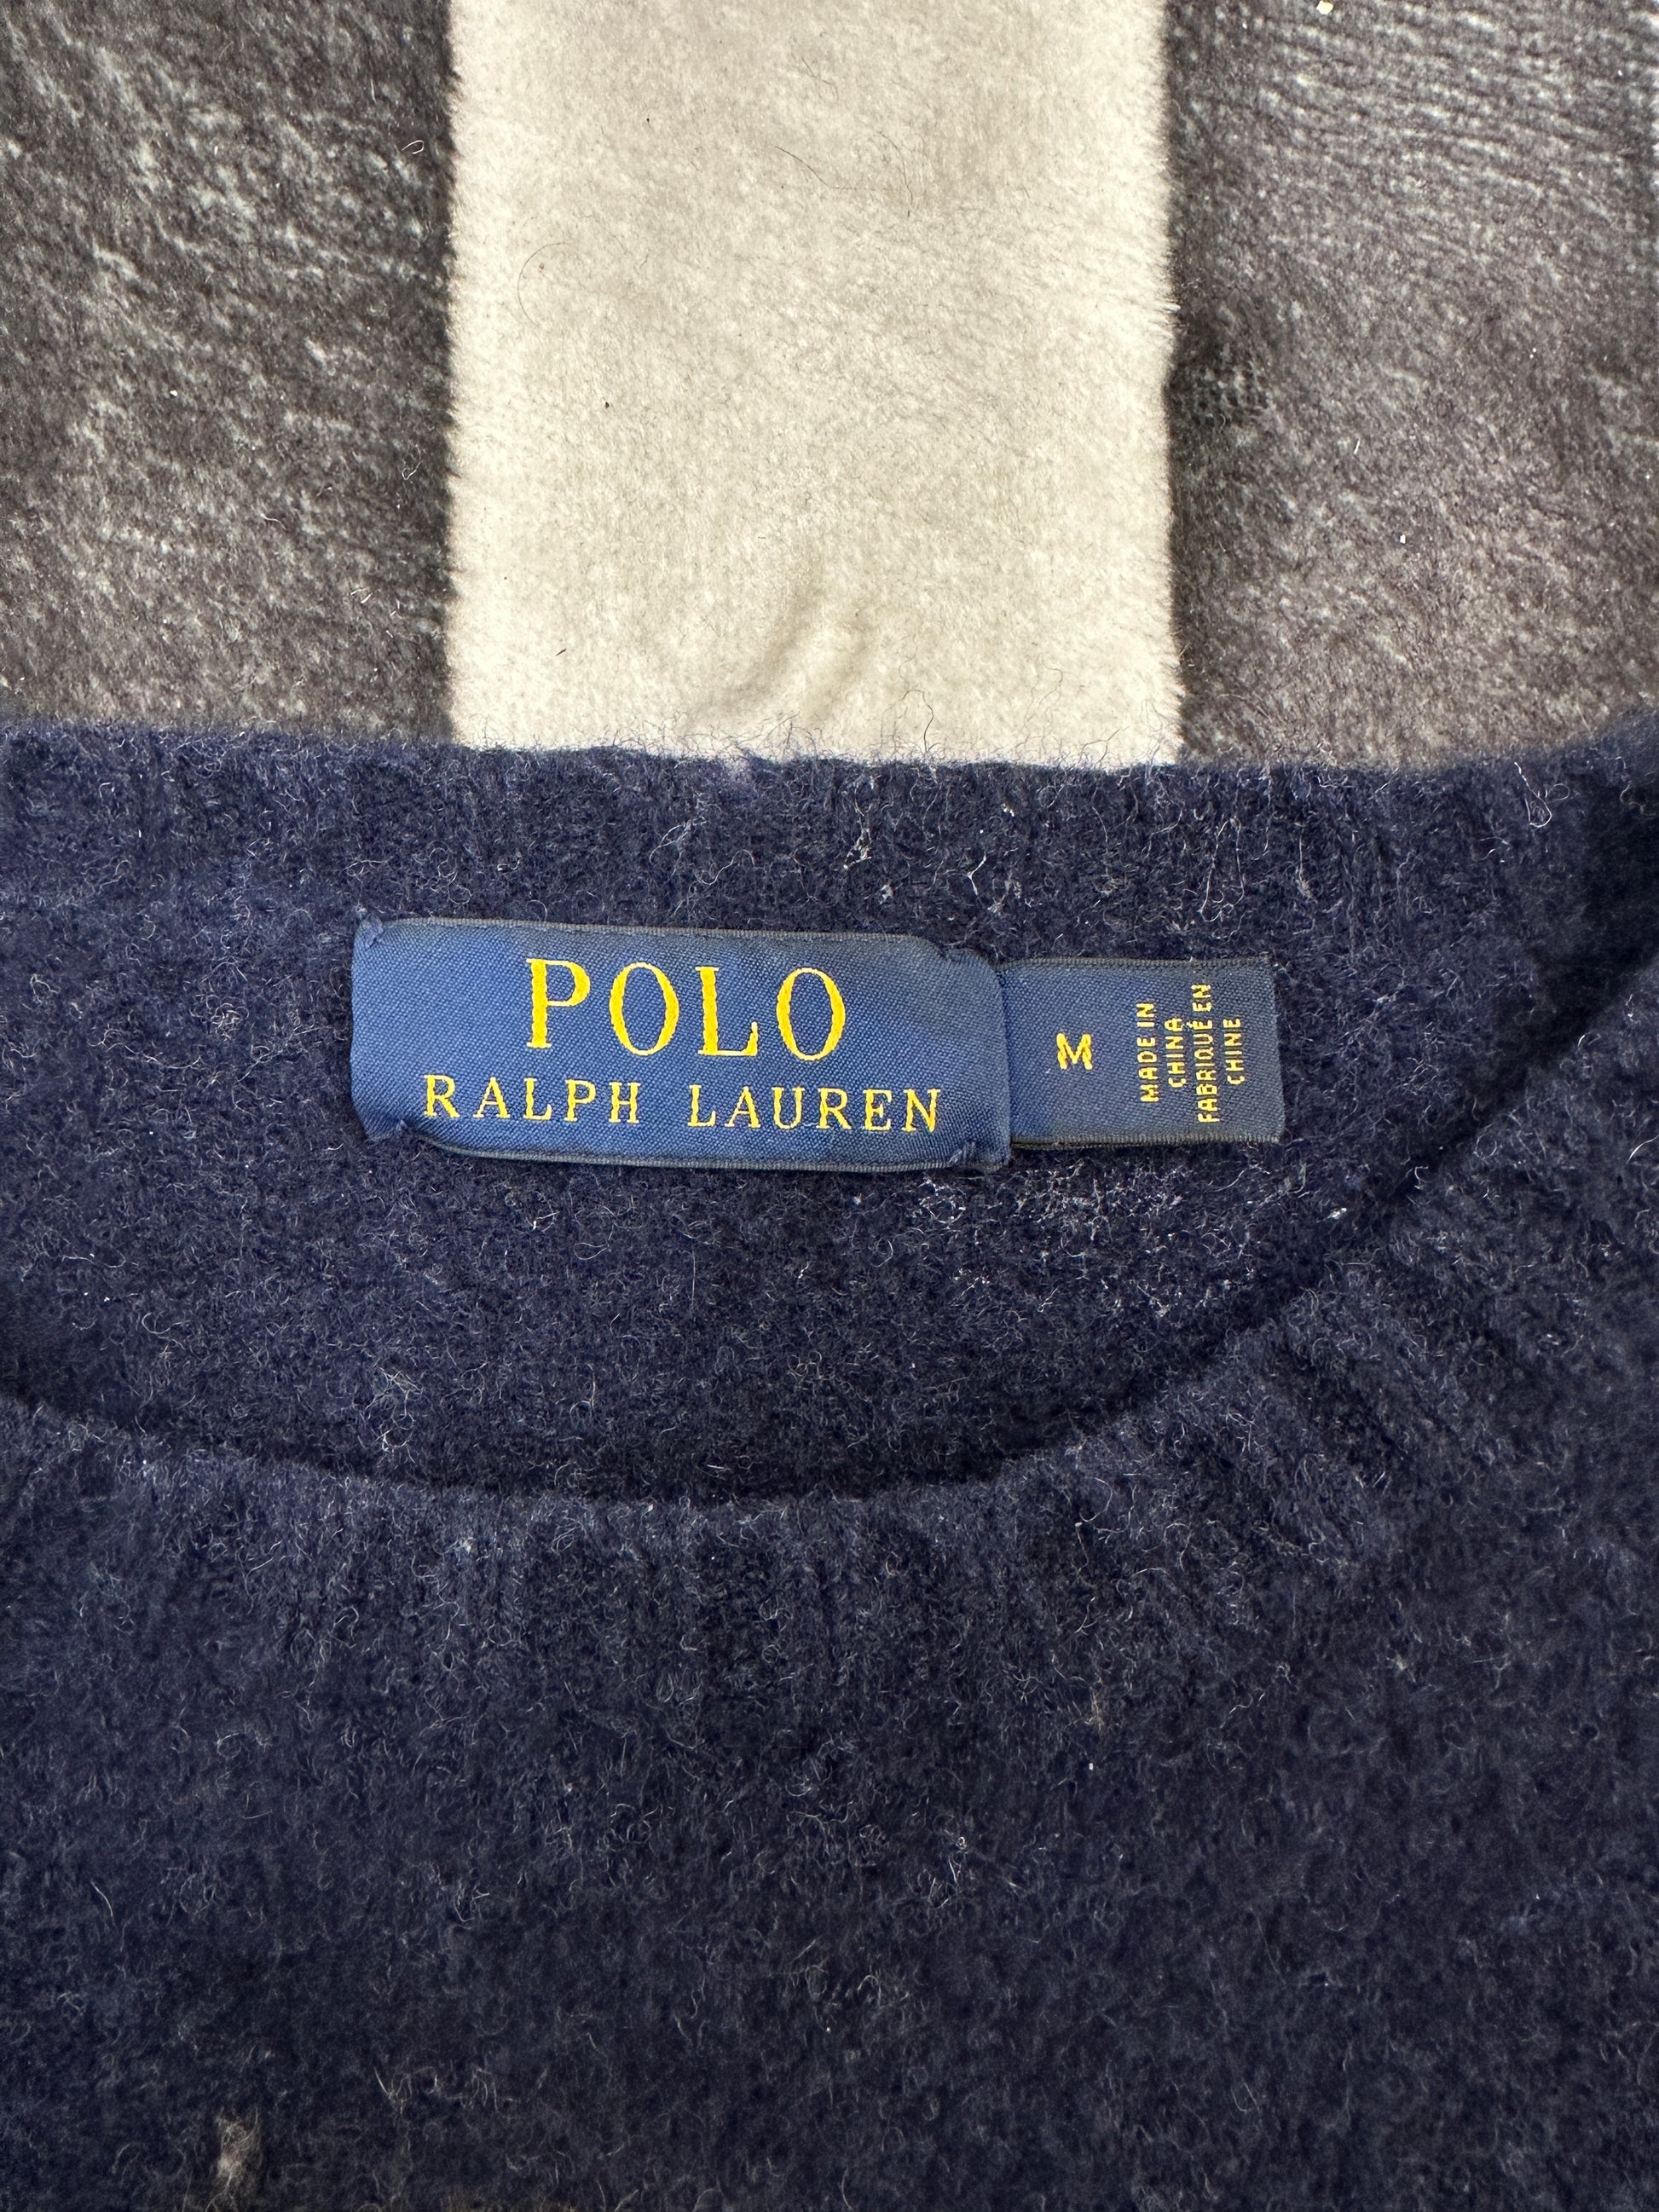 POLO
RALPH LAUREN
M
MADE IN
CHINA
FABRIQUÉ EN
CHINE